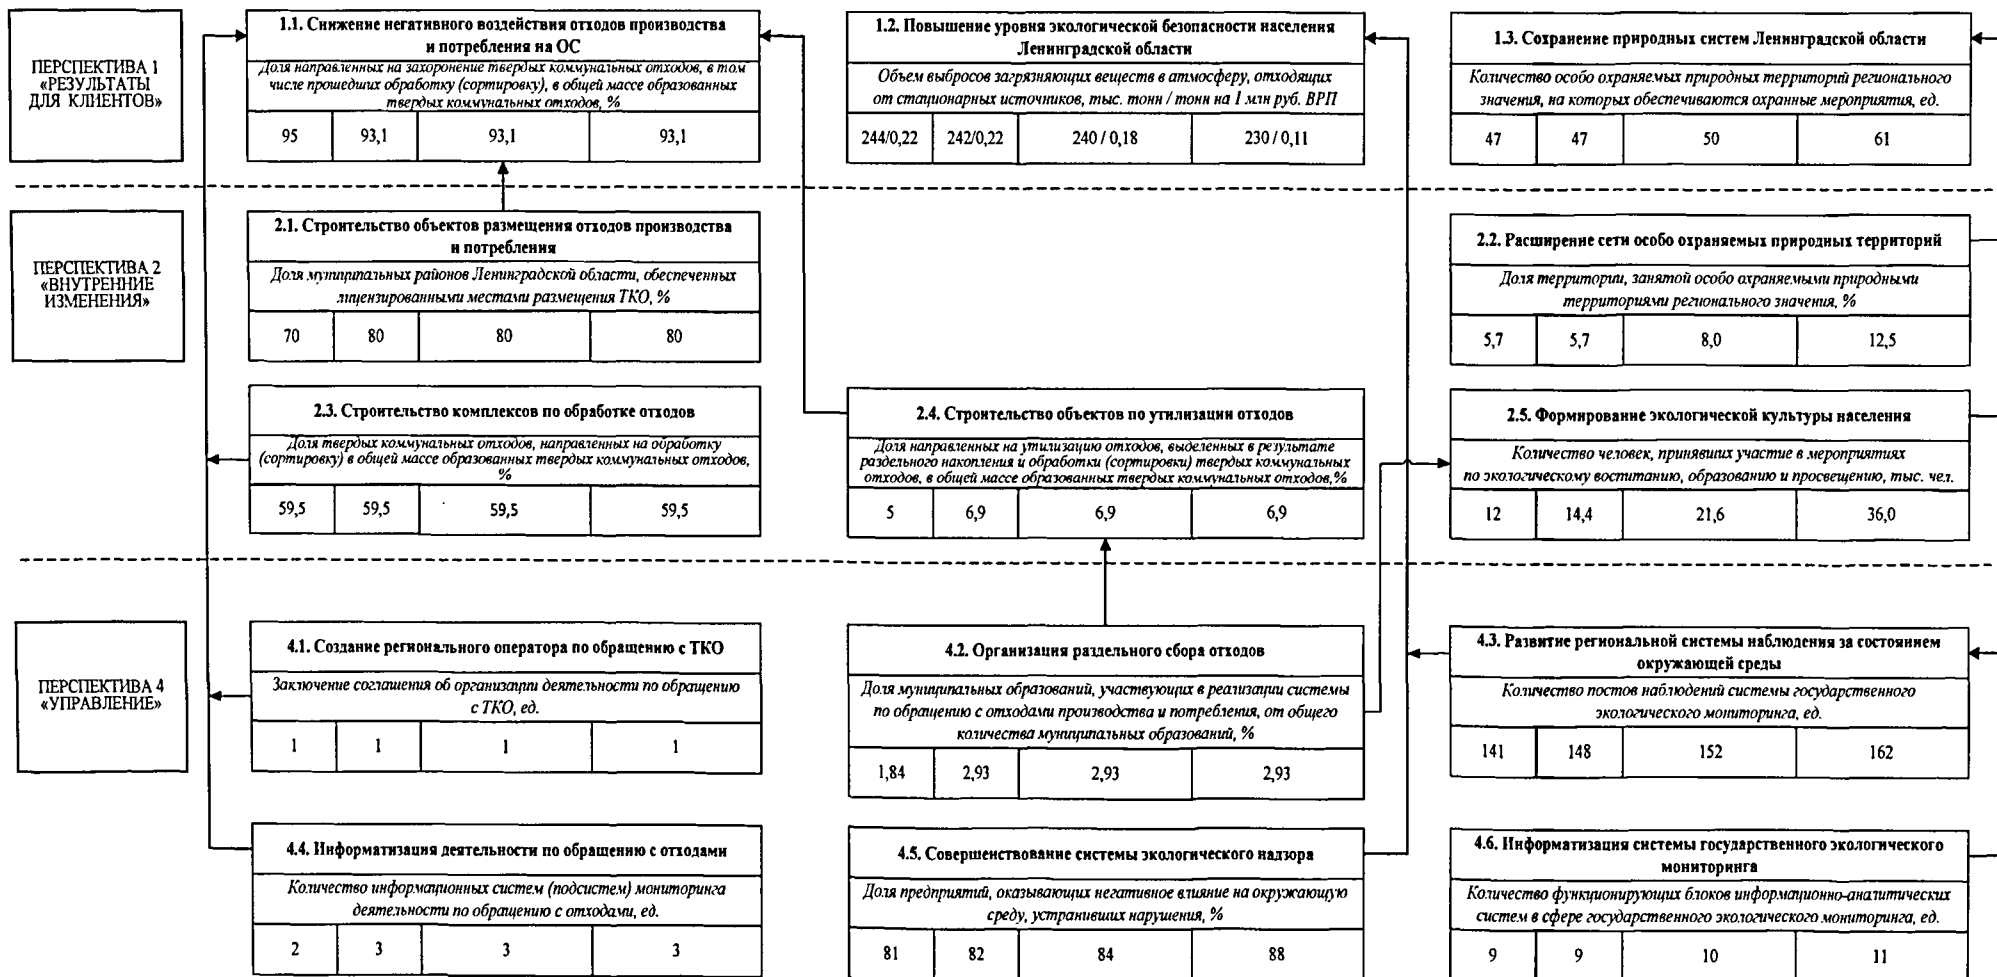 ПЕРСПЕКТИВА 1
«РЕЗУЛЬТАТЫ
ДЛЯ КЛИЕНТОВ»
1.1. Снижение негативного воздействия отходов производства
и потребления на ОС
Доля направленных на захоронение твердых коммунальных отходов, в том
числе прошедших обработку (сортировку), в общей массе образованных
твердых коммунальных отходов, %
95 93,1 93,1 93,1
1.2. Повышение уровня экологической безопасности населения
Ленинградской области
Объем выбросов загрязняющих веществ в атмосферу, отходящих
от стационарных источников, тыс. тонн / тонн на 1 млн руб. ВРП
244/0,22 242/0,22 240 / 0,18 230 / 0,11
1.3. Сохранение природных систем Ленинградской области
Количество особо охраняемых природных территорий регионального
значения, на которых обеспечиваются охранные мероприятия, ед.
47 47 50 61
ПЕРСПЕКТИВА 2
«ВНУТРЕННИЕ
ИЗМЕНЕНИЯ»
2.1. Строительство объектов размещения отходов производства
и потребления
Доля муниципальных районов Ленинградской области, обеспеченных
лицензированными местами размещения ТКО, %
70 80 80 80
2.2. Расширение сети особо охраняемых природных территорий
Доля территории, занятой особо охраняемыми природными
территориями регионального значения, %
5,7 5,7 8,0 12,5
2.3. Строительство комплексов по обработке отходов
Доля твердых коммунальных отходов, направленных на обработку
(сортировку) в общей массе образованных твердых коммунальных отходов,
%
59,5 59,5 59,5 59,5
2.4. Строительство объектов по утилизации отходов
Доля направленных на утилизацию отходов, выделенных в результате
раздельного накопления и обработки (сортировки) твердых коммунальных
отходов, в общей массе образованных твердых коммунальных отходов,%
5 6,9 6,9 6,9
2.5. Формирование экологической культуры населения
Количество человек, принявших участие в мероприятиях
по экологическому воспитанию, образованию и просвещению, тыс. чел.
12 14,4 21,6 36,0
ПЕРСПЕКТИВА 4
«УПРАВЛЕНИЕ»
4.1. Создание регионального оператора по обращению с ТКО
Заключение соглашения об организации деятельности по обращению
с ТКО, ед.
1 1 1 1
4.2. Организация раздельного сбора отходов
Доля муниципальных образований, участвующих в реализации системы
по обращению с отходами производства и потребления, от общего
количества муниципальных образований, %
1,84 2,93 2,93 2,93
4.3. Развитие региональной системы наблюдения за состоянием
окружающей среды
Количество постов наблюдений системы государственного
экологического мониторинга, ед.
141 148 152 162
4.4. Информатизация деятельности по обращению с отходами
Количество информационных систем (подсистем) мониторинга
деятельности по обращению с отходами, ед.
2 3 3 3
4.5. Совершенствование системы экологического надзора
Доля предприятий, оказывающих негативное влияние на окружающую
среду, устранивших нарушения, %
81 82 84 88
4.6. Информатизация системы государственного экологического
мониторинга
Количество функционирующих блоков информационно-аналитических
систем в сфере государственного экологического мониторинга, ед.
9 9 10 11